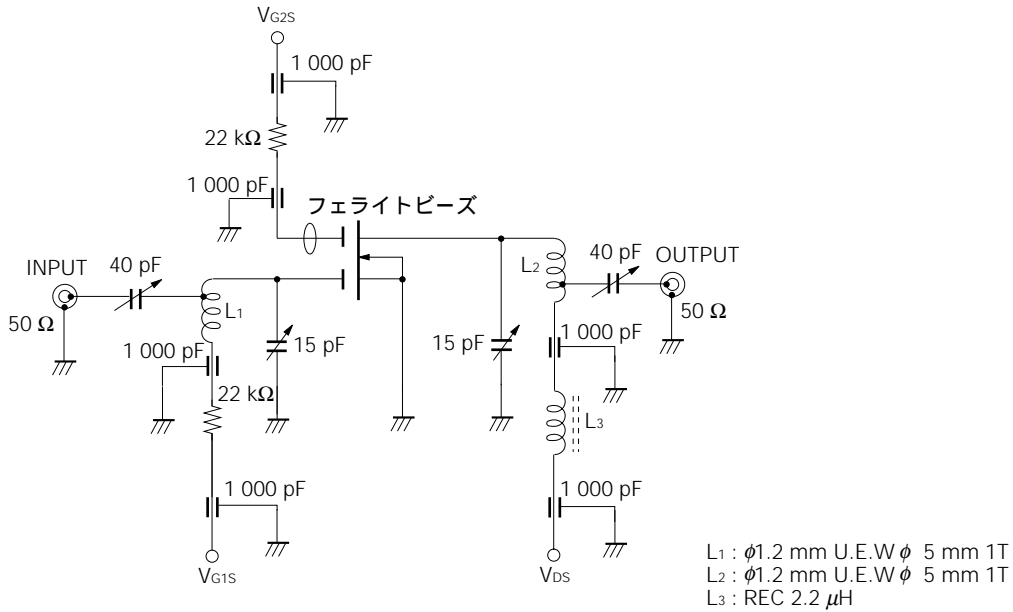 VG2S
1 000 pF
22 kΩ
1 000 pF
フェライトビーズ
INPUT
40 pF
50 Ω
L1
15 pF
1 000 pF
22 kΩ
1 000 pF
VG1S
L2
40 pF
OUTPUT
50 Ω
15 pF
1 000 pF
L3
1 000 pF
VDS
L1 : ϕ1.2 mm U.E.W ϕ 5 mm 1T
L2 : ϕ1.2 mm U.E.W ϕ 5 mm 1T
L3 : REC 2.2 μH